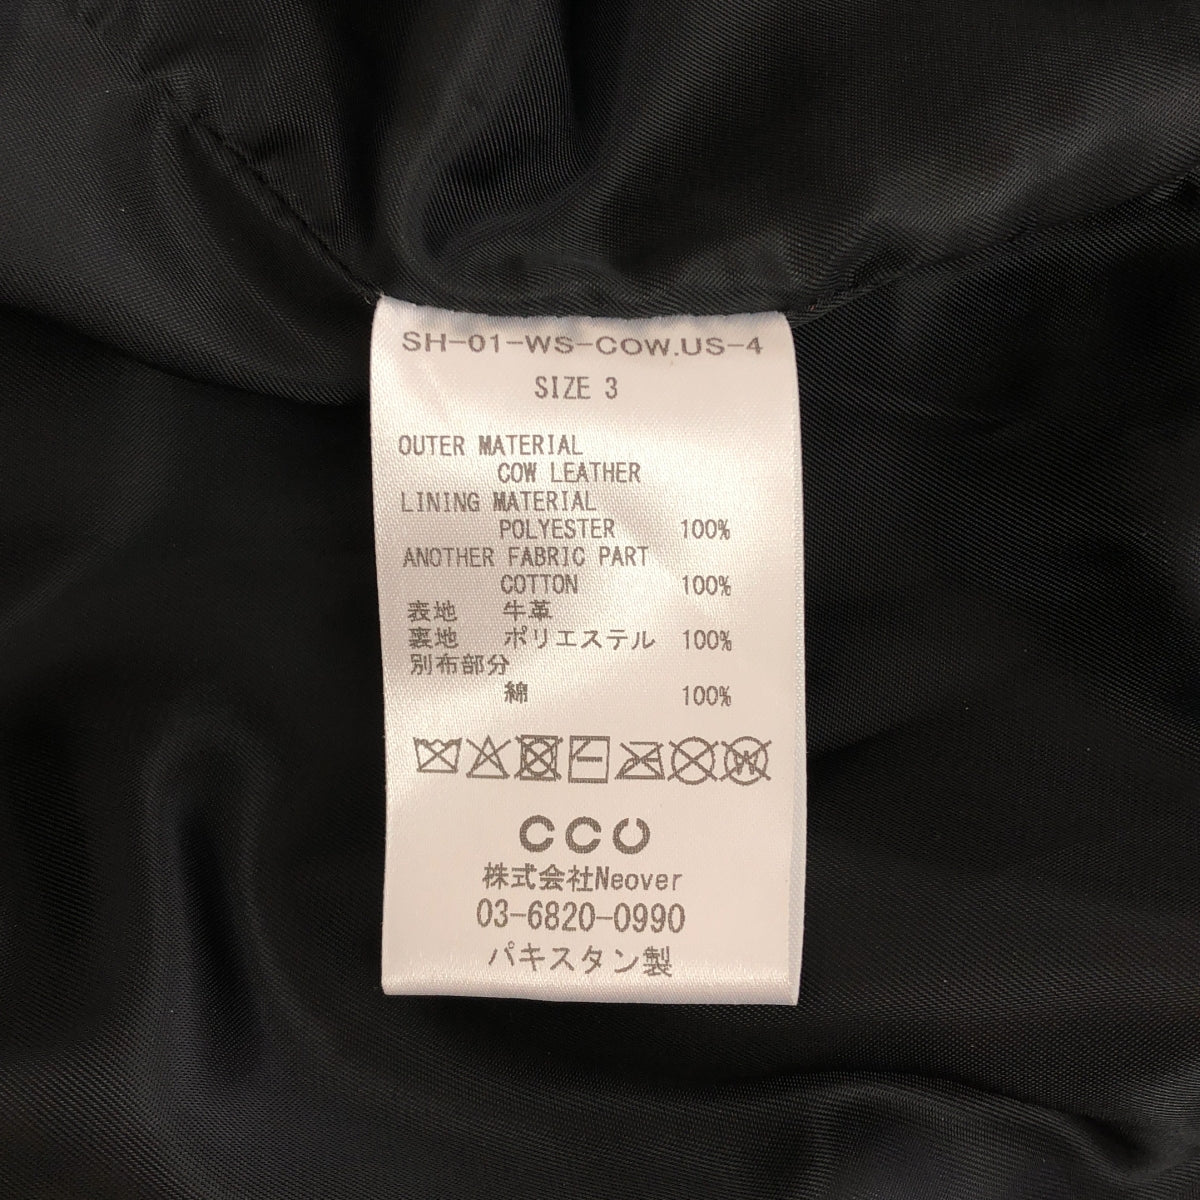 SH-01-WS-COW.US-4
SIZE 3
OUTER MATERIAL
COW LEATHER
LINING MATERIAL
POLYESTER 100%
ANOTHER FABRIC PART
COTTON 100%
表地 牛革
裏地 ポリエステル 100%
別布部分
綿 100%
W
CCU
株式会社Neover
03-6820-0990
パキスタン製